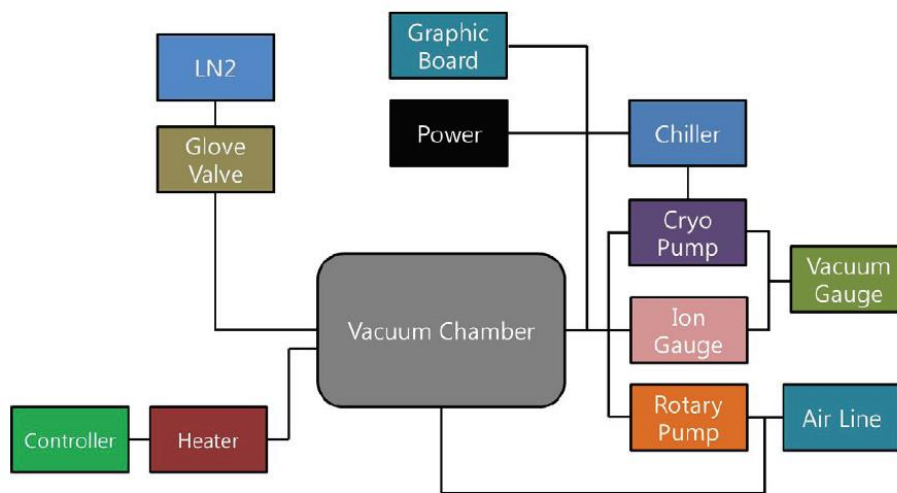 LN2
Glove
Valve
Graphic
Board
Power
Chiller
Cryo
Pump
Vacuum
Gauge
Vacuum Chamber
Ion
Gauge
Rotary
Pump
Air Line
Controller
Heater